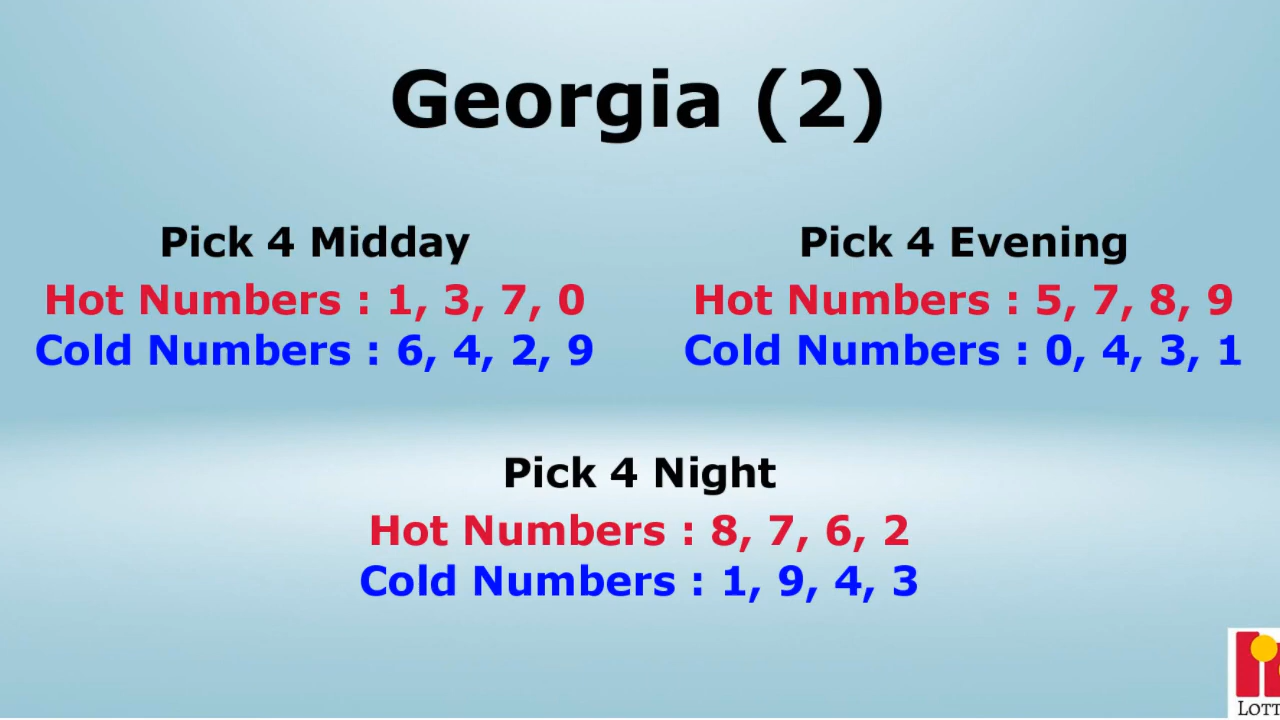 Georgia (2)
Pick 4 Midday
Hot Numbers : 1, 3, 7, 0
Cold Numbers : 6, 4, 2, 9
Pick 4 Evening
Hot Numbers : 5, 7, 8, 9
Cold Numbers : 0, 4, 3, 1
Pick 4 Night
Hot Numbers : 8, 7, 6, 2
Cold Numbers : 1, 9, 4, 3